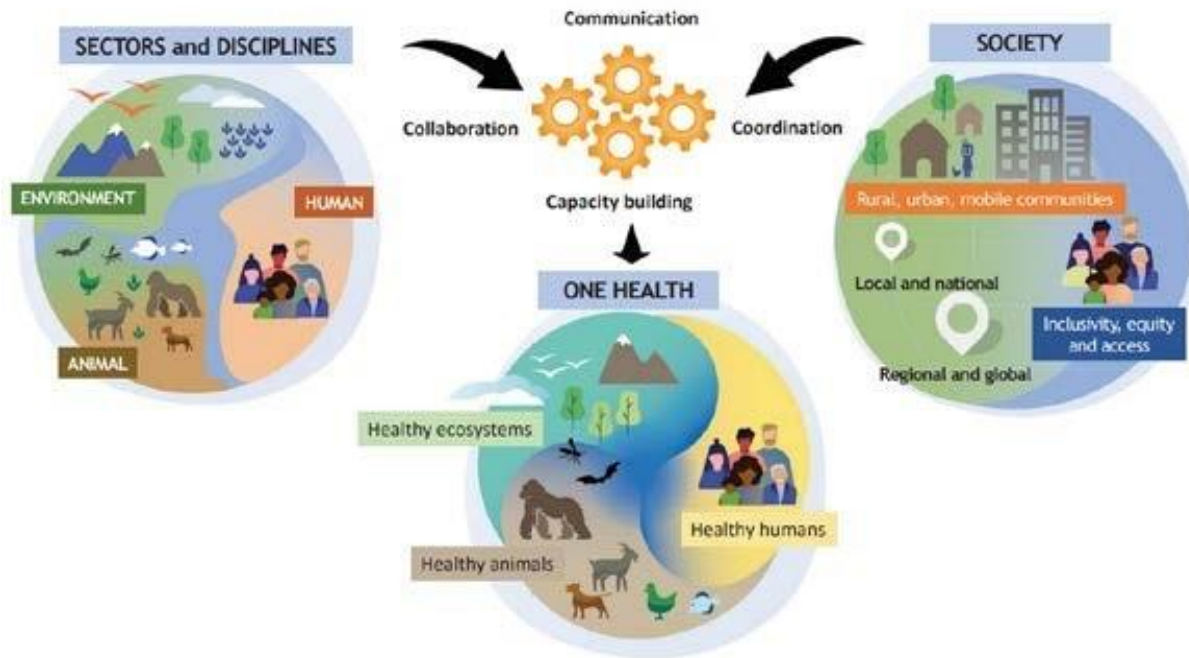 SECTORS and DISCIPLINES
ENVIRONMENT
HUMAN
ANIMAL
Communication
Collaboration
Coordination
Capacity building
SOCIETY
Rural, urban, mobile communities
Local and national
Inclusivity, equity
and access
Regional and global
ONE HEALTH
Healthy ecosystems
Healthy humans
Healthy animals